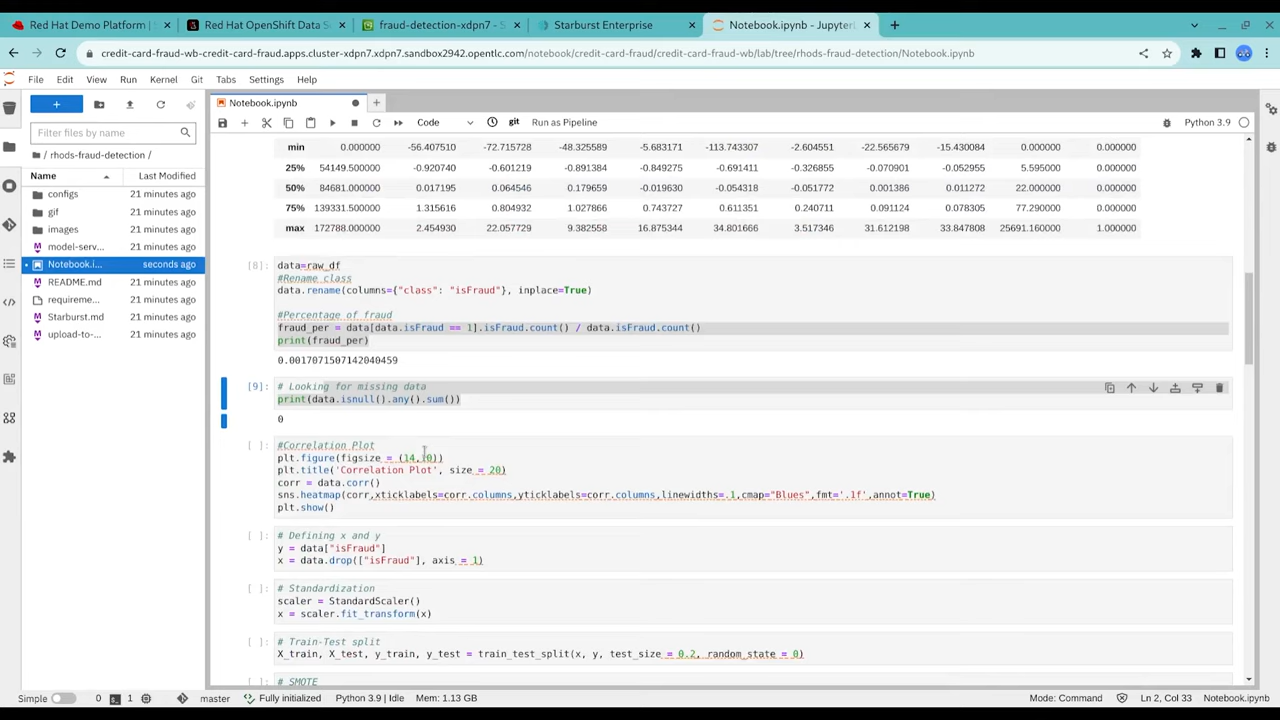 Red Hat Demo Platform |
Red Hat OpenShift Data S
fraud-detection-xdpn7 - S
Starburst Enterprise
Notebook.ipynb - JupyterL
credit-card-fraud-wb-credit-card-fraud.apps.cluster-xdpn7.xdpn7.sandbox2942.opentlc.com/notebook/credit-card-fraud/credit-card-fraud-wb/lab/tree/rhods-fraud-detection/Notebook.ipynb
File Edit View Run Kernel Git Tabs Settings Help
Notebook.ipynb
Code git Run as Pipeline Python 3.9
Filter files by name
/ rhods-fraud-detection /
Name Last Modified
configs 21 minutes ago
gif 21 minutes ago
images 21 minutes ago
model-serv... 21 minutes ago
Notebook.i... seconds ago
README.md 21 minutes ago
requireme... 21 minutes ago
Starburst.md 21 minutes ago
upload-to-... 21 minutes ago
min 0.000000 -56.407510 -72.715728 -48.325589 -5.683171 -113.743307 -2.604551 -22.565679 -15.430084 0.000000 0.000000
25% 54149.500000 -0.920740 -0.601219 -0.891384 -0.849275 -0.691411 -0.326855 -0.070901 -0.052955 5.595000 0.000000
50% 84681.000000 0.017195 0.064546 0.179659 -0.019630 -0.054318 -0.051772 0.001386 0.011272 22.000000 0.000000
75% 139331.500000 1.315616 0.804932 1.027866 0.743727 0.611351 0.240711 0.091124 0.078305 77.290000 0.000000
max 172788.000000 2.454930 22.057729 9.382558 16.875344 34.801666 3.517346 31.612198 33.847808 25691.160000 1.000000
[8]: data=raw_df
#Rename class
data.rename(columns={"class": "isFraud"}, inplace=True)
#Percentage of fraud
fraud_per = data[data.isFraud == 1].isFraud.count() / data.isFraud.count()
print(fraud_per)
0.0017071507142040459
[9]: # Looking for missing data
print(data.isnull().any().sum())
0
[ ]: #Correlation Plot
plt.figure(figsize = (14,10))
plt.title('Correlation Plot', size = 20)
corr = data.corr()
sns.heatmap(corr,xticklabels=corr.columns,yticklabels=corr.columns,linewidths=.1,cmap="Blues",fmt='.1f',annot=True)
plt.show()
[ ]: # Defining x and y
y = data["isFraud"]
x = data.drop(["isFraud"], axis = 1)
[ ]: # Standardization
scaler = StandardScaler()
x = scaler.fit_transform(x)
[ ]: # Train-Test split
X_train, X_test, y_train, y_test = train_test_split(x, y, test_size = 0.2, random_state = 0)
[ ]: # SMOTE
Simple 0 1 master Fully initialized Python 3.9 | Idle Mem: 1.13 GB Mode: Command Ln 2, Col 33 Notebook.ipynb